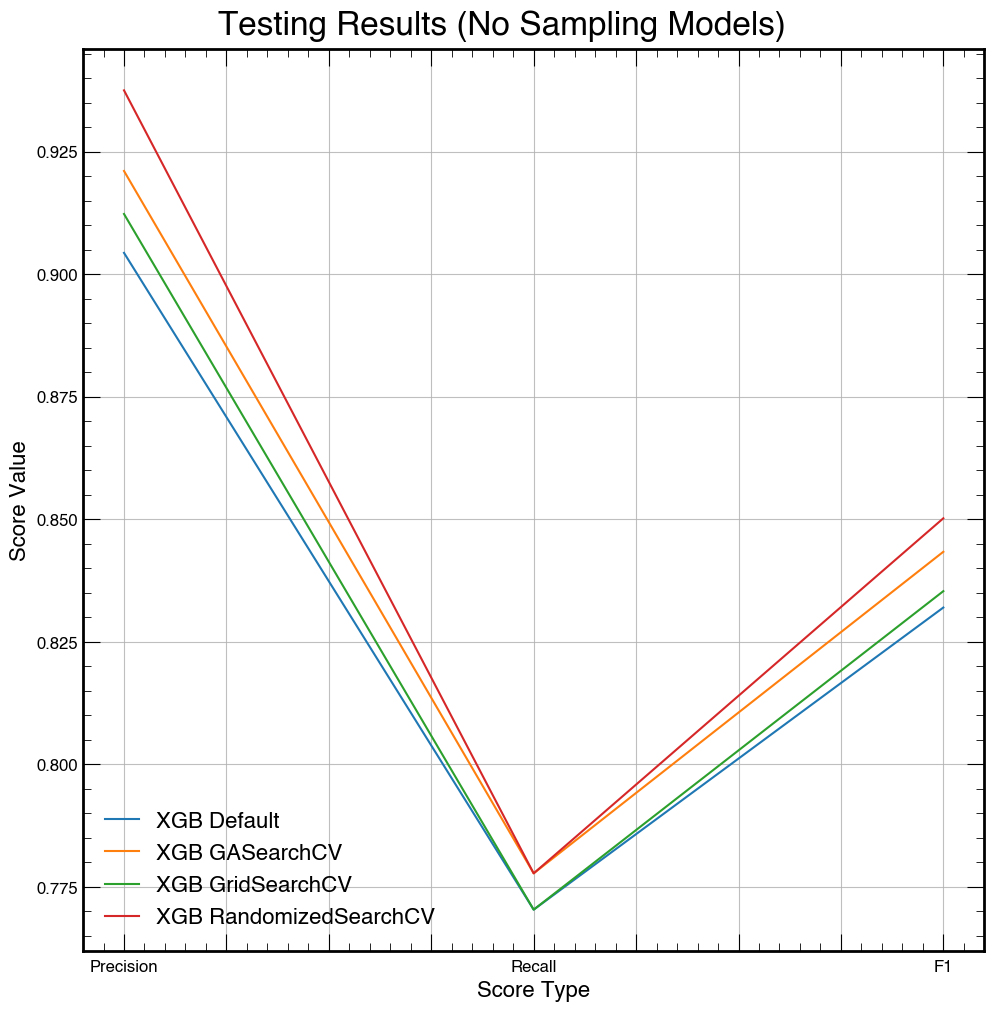 Testing Results (No Sampling Models)
Score Value
0.925
0.900
0.875
0.850
0.825
0.800
0.775
XGB Default
XGB GASearchCV
XGB GridSearchCV
XGB RandomizedSearchCV
Precision Recall F1
Score Type